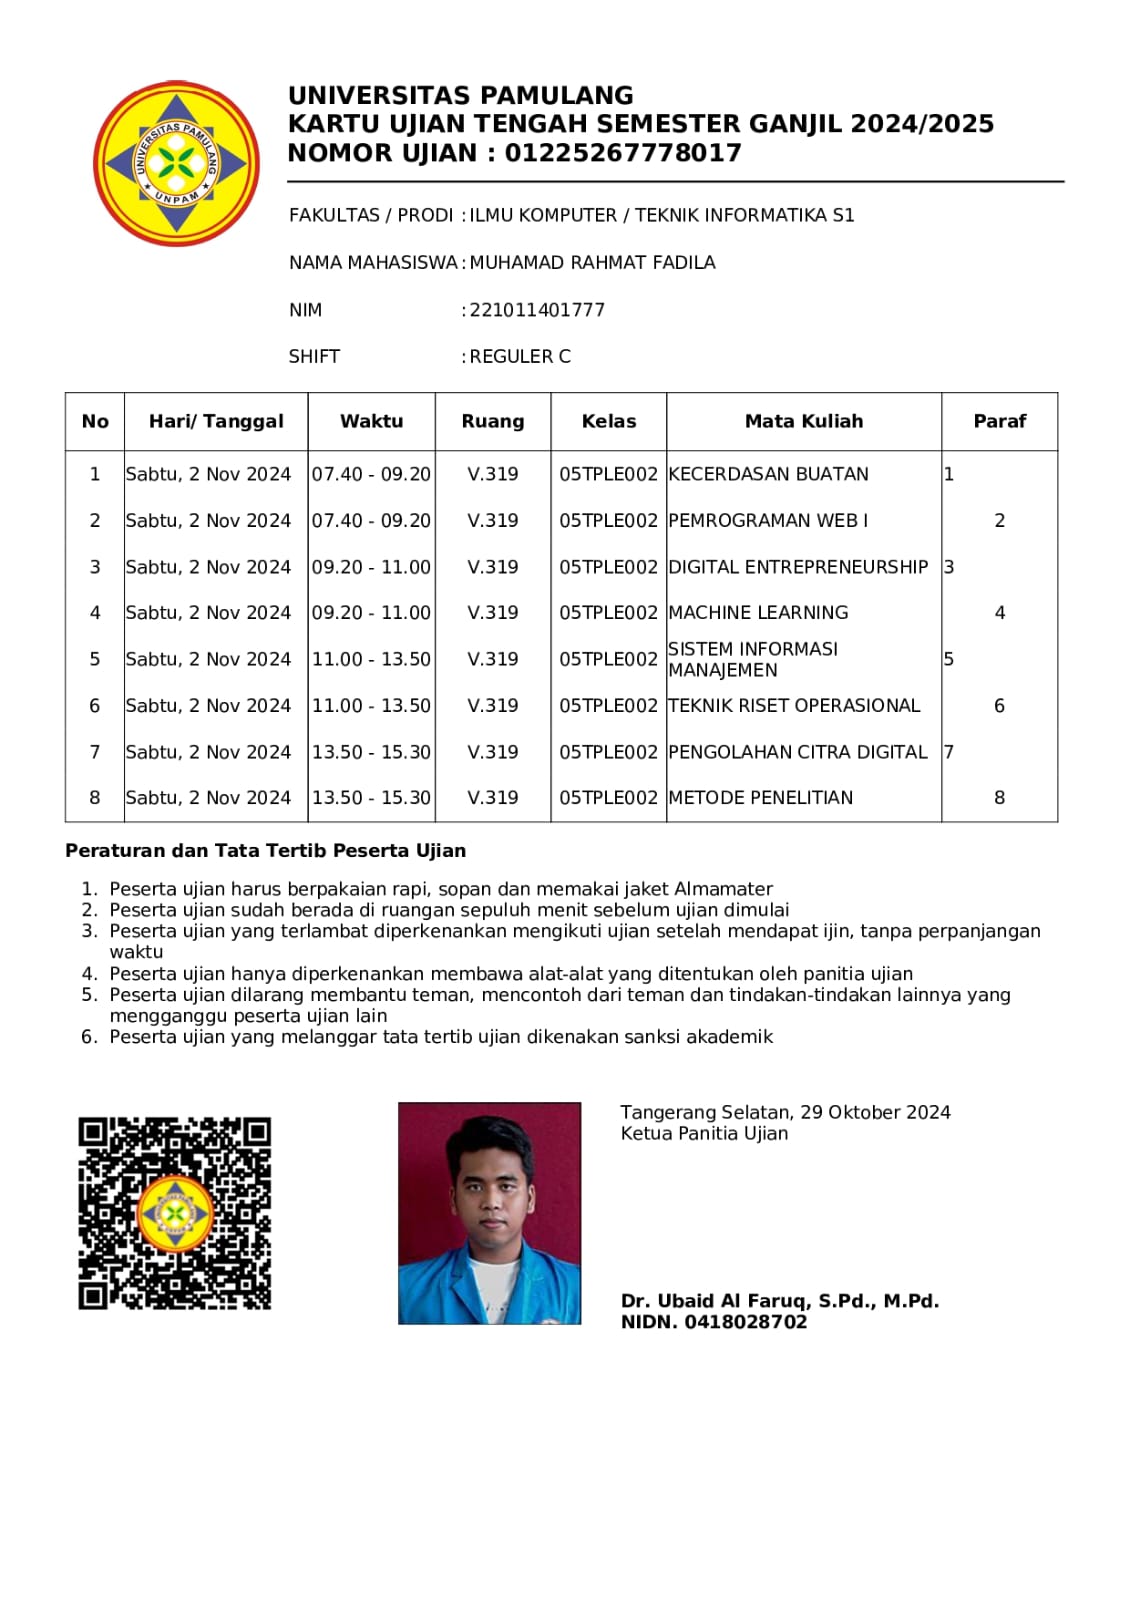 UNIVERSITAS PAMULANG
UNPAM
UNIVERSITAS PAMULANG
KARTU UJIAN TENGAH SEMESTER GANJIL 2024/2025
NOMOR UJIAN : 01225267778017
FAKULTAS / PRODI : ILMU KOMPUTER / TEKNIK INFORMATIKA S1
NAMA MAHASISWA : MUHAMAD RAHMAT FADILA
NIM : 221011401777
SHIFT : REGULER C
No Hari/ Tanggal Waktu Ruang Kelas Mata Kuliah Paraf
1 Sabtu, 2 Nov 2024 07.40 - 09.20 V.319 05TPLE002 KECERDASAN BUATAN 1
2 Sabtu, 2 Nov 2024 07.40 - 09.20 V.319 05TPLE002 PEMROGRAMAN WEB I 2
3 Sabtu, 2 Nov 2024 09.20 - 11.00 V.319 05TPLE002 DIGITAL ENTREPRENEURSHIP 3
4 Sabtu, 2 Nov 2024 09.20 - 11.00 V.319 05TPLE002 MACHINE LEARNING 4
5 Sabtu, 2 Nov 2024 11.00 - 13.50 V.319 05TPLE002 SISTEM INFORMASI
MANAJEMEN 5
6 Sabtu, 2 Nov 2024 11.00 - 13.50 V.319 05TPLE002 TEKNIK RISET OPERASIONAL 6
7 Sabtu, 2 Nov 2024 13.50 - 15.30 V.319 05TPLE002 PENGOLAHAN CITRA DIGITAL 7
8 Sabtu, 2 Nov 2024 13.50 - 15.30 V.319 05TPLE002 METODE PENELITIAN 8
Peraturan dan Tata Tertib Peserta Ujian
1. Peserta ujian harus berpakaian rapi, sopan dan memakai jaket Almamater
2. Peserta ujian sudah berada di ruangan sepuluh menit sebelum ujian dimulai
3. Peserta ujian yang terlambat diperkenankan mengikuti ujian setelah mendapat ijin, tanpa perpanjangan
waktu
4. Peserta ujian hanya diperkenankan membawa alat-alat yang ditentukan oleh panitia ujian
5. Peserta ujian dilarang membantu teman, mencontoh dari teman dan tindakan-tindakan lainnya yang
mengganggu peserta ujian lain
6. Peserta ujian yang melanggar tata tertib ujian dikenakan sanksi akademik
Tangerang Selatan, 29 Oktober 2024
Ketua Panitia Ujian
Dr. Ubaid Al Faruq, S.Pd., M.Pd.
NIDN. 0418028702